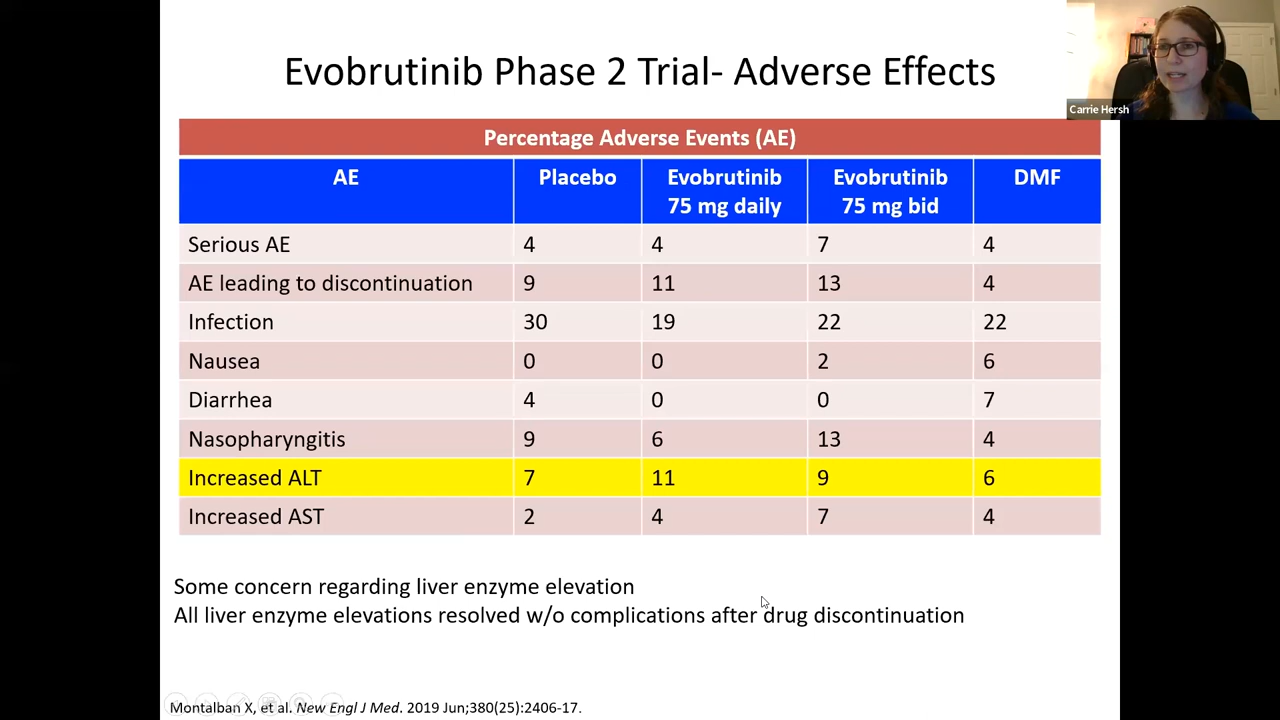 Evobrutinib Phase 2 Trial- Adverse Effects
Carrie Hersh
Percentage Adverse Events (AE)
AE Placebo Evobrutinib 75 mg daily Evobrutinib 75 mg bid DMF
Serious AE 4 4 7 4
AE leading to discontinuation 9 11 13 4
Infection 30 19 22 22
Nausea 0 0 2 6
Diarrhea 4 0 0 7
Nasopharyngitis 9 6 13 4
Increased ALT 7 11 9 6
Increased AST 2 4 7 4
Some concern regarding liver enzyme elevation
All liver enzyme elevations resolved w/o complications after drug discontinuation
Montalban X, et al. New Engl J Med. 2019 Jun;380(25):2406-17.